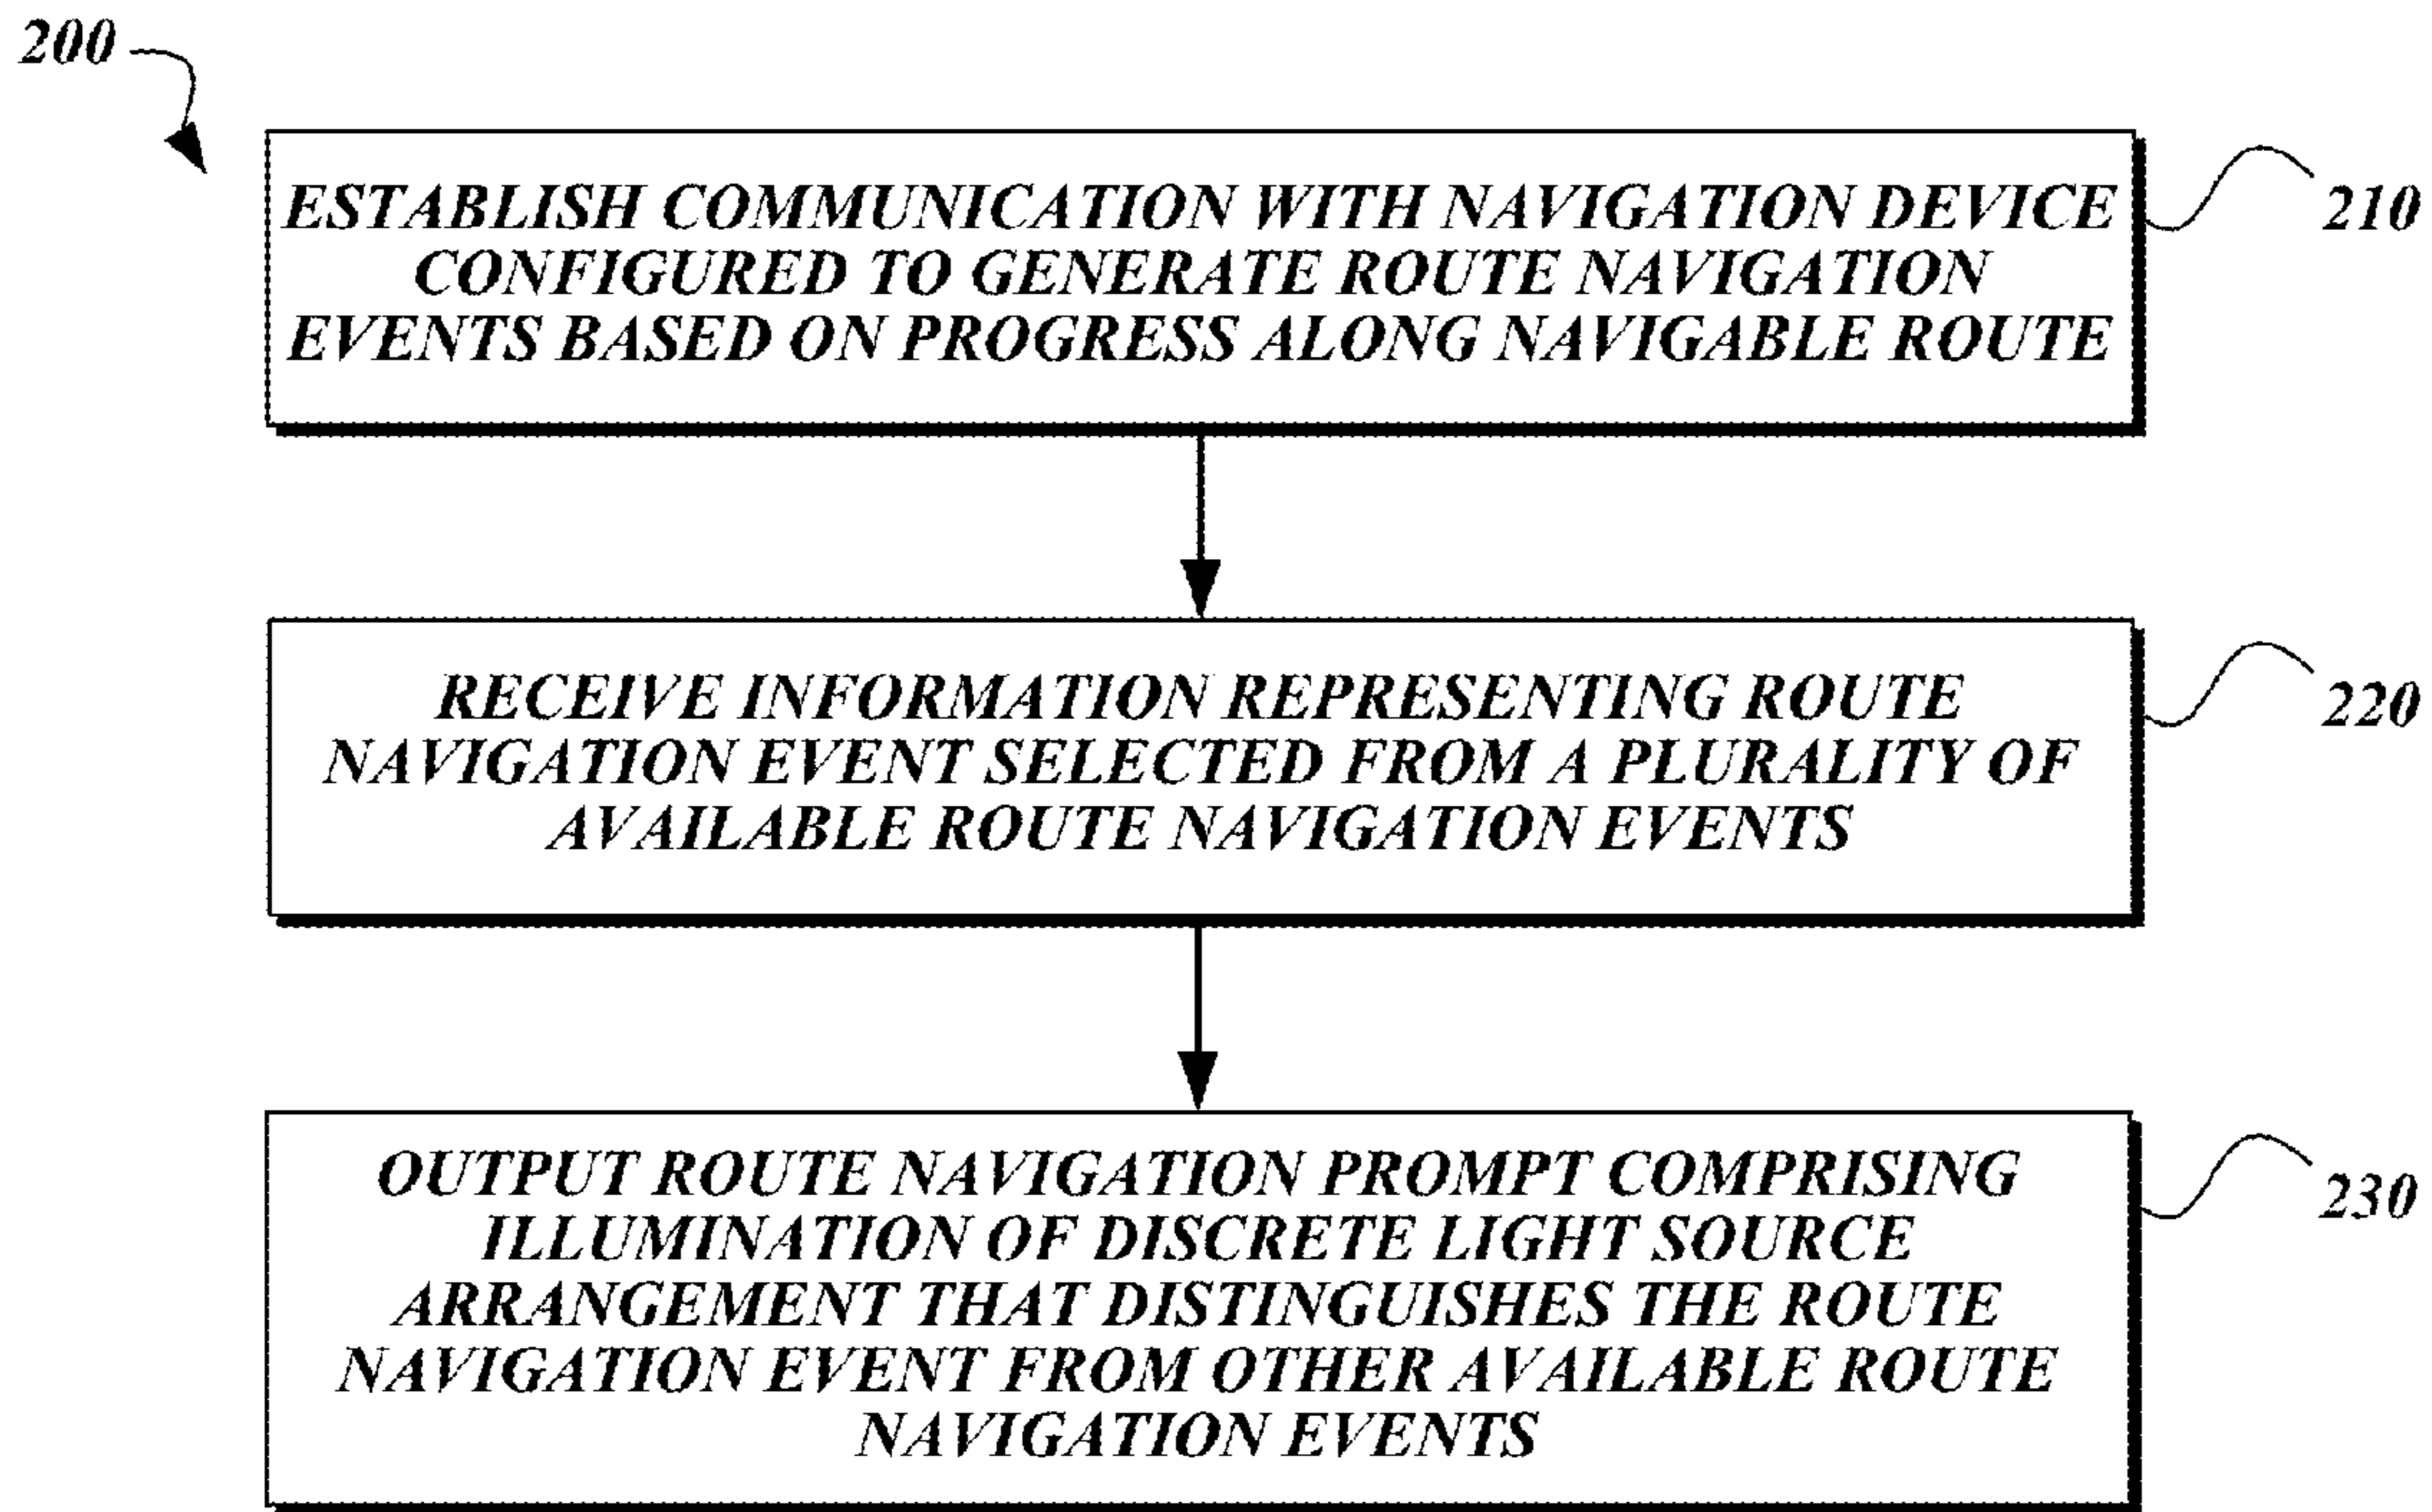 200
ESTABLISH COMMUNICATION WITH NAVIGATION DEVICE
CONFIGURED TO GENERATE ROUTE NAVIGATION
EVENTS BASED ON PROGRESS ALONG NAVIGABLE ROUTE
210
RECEIVE INFORMATION REPRESENTING ROUTE
NAVIGATION EVENT SELECTED FROM A PLURALITY OF
AVAILABLE ROUTE NAVIGATION EVENTS
220
OUTPUT ROUTE NAVIGATION PROMPT COMPRISING
ILLUMINATION OF DISCRETE LIGHT SOURCE
ARRANGEMENT THAT DISTINGUISHES THE ROUTE
NAVIGATION EVENT FROM OTHER AVAILABLE ROUTE
NAVIGATION EVENTS
230